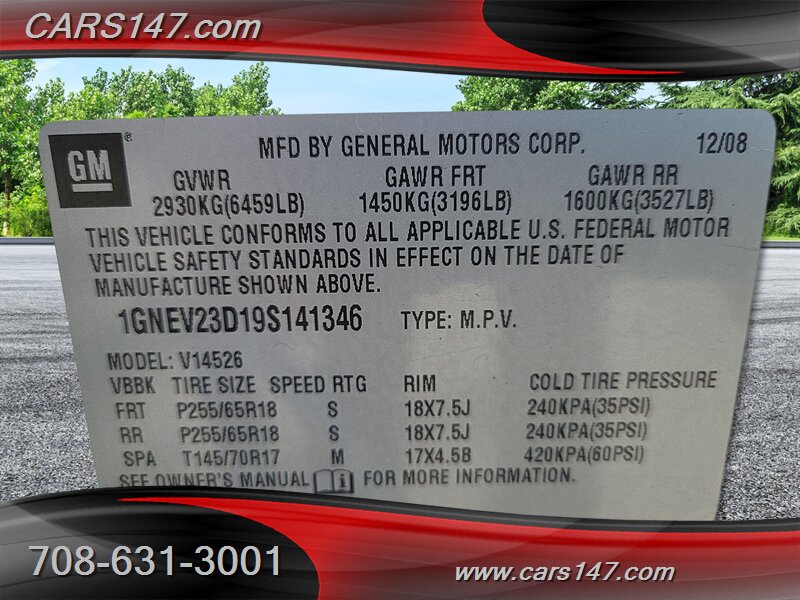 CARS147.com
GM®
MFD BY GENERAL MOTORS CORP. 12/08
GVWR GAWR FRT GAWR RR
2930KG(6459LB) 1450KG(3196LB) 1600KG(3527LB)
THIS VEHICLE CONFORMS TO ALL APPLICABLE U.S. FEDERAL MOTOR
VEHICLE SAFETY STANDARDS IN EFFECT ON THE DATE OF
MANUFACTURE SHOWN ABOVE.
1GNEV23D19S141346 TYPE: M.P.V.
MODEL: V14526
VBBK TIRE SIZE SPEED RTG RIM COLD TIRE PRESSURE
FRT P255/65R18 S 18X7.5J 240KPA(35PSI)
RR P255/65R18 S 18X7.5J 240KPA(35PSI)
SPA T145/70R17 M 17X4.5B 420KPA(60PSI)
SEE OWNER'S MANUAL i FOR MORE INFORMATION.
708-631-3001
www.cars147.com